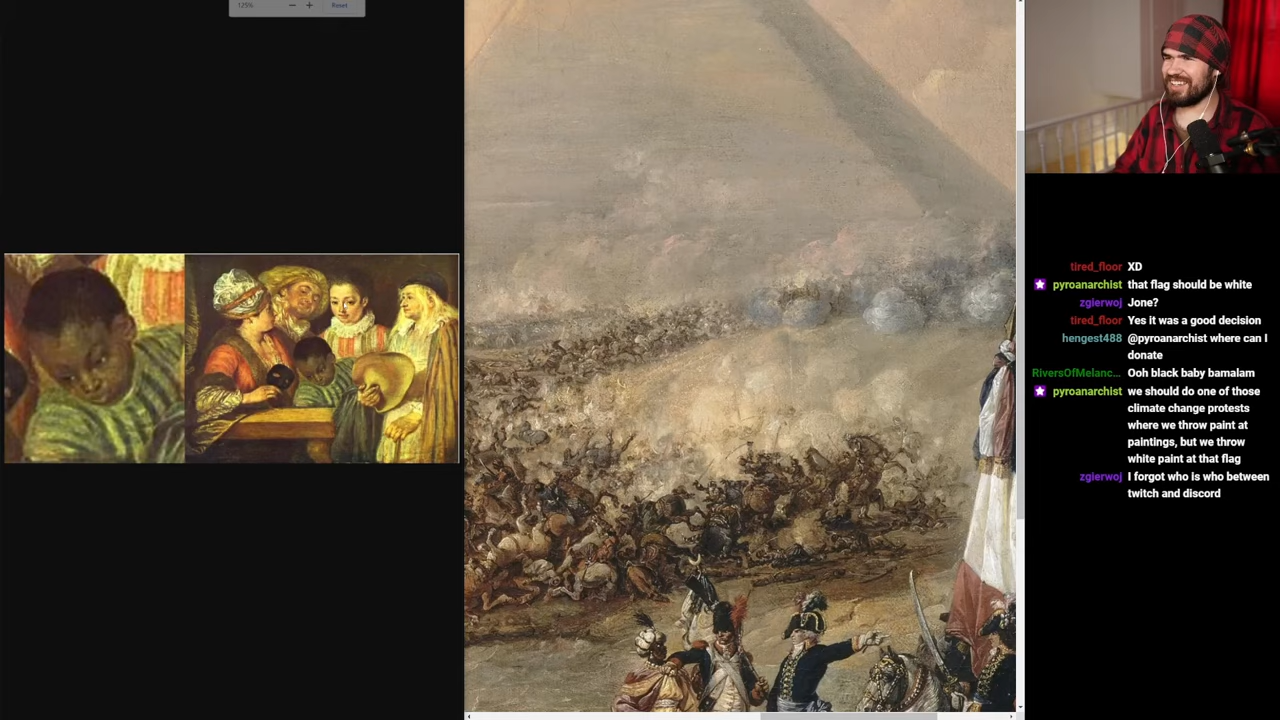 125%
−
+
Reset
tired_floor XD
pyroanarchist that flag should be white
zgierwoj Jone?
tired_floor Yes it was a good decision
hengest488 @pyroanarchist where can I
donate
RiversOfMelanc... Ooh black baby bamalam
pyroanarchist we should do one of those
climate change protests
where we throw paint at
paintings, but we throw
white paint at that flag
zgierwoj I forgot who is who between
twitch and discord